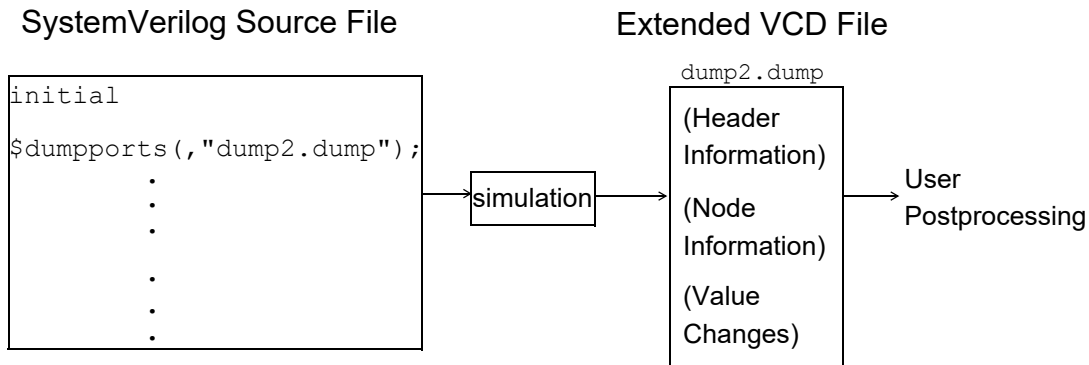 SystemVerilog Source File
Extended VCD File
initial
$dumpports(,"dump2.dump");
.
.
.
.
.
.
simulation
dump2.dump
(Header
Information)
(Node
Information)
(Value
Changes)
User
Postprocessing